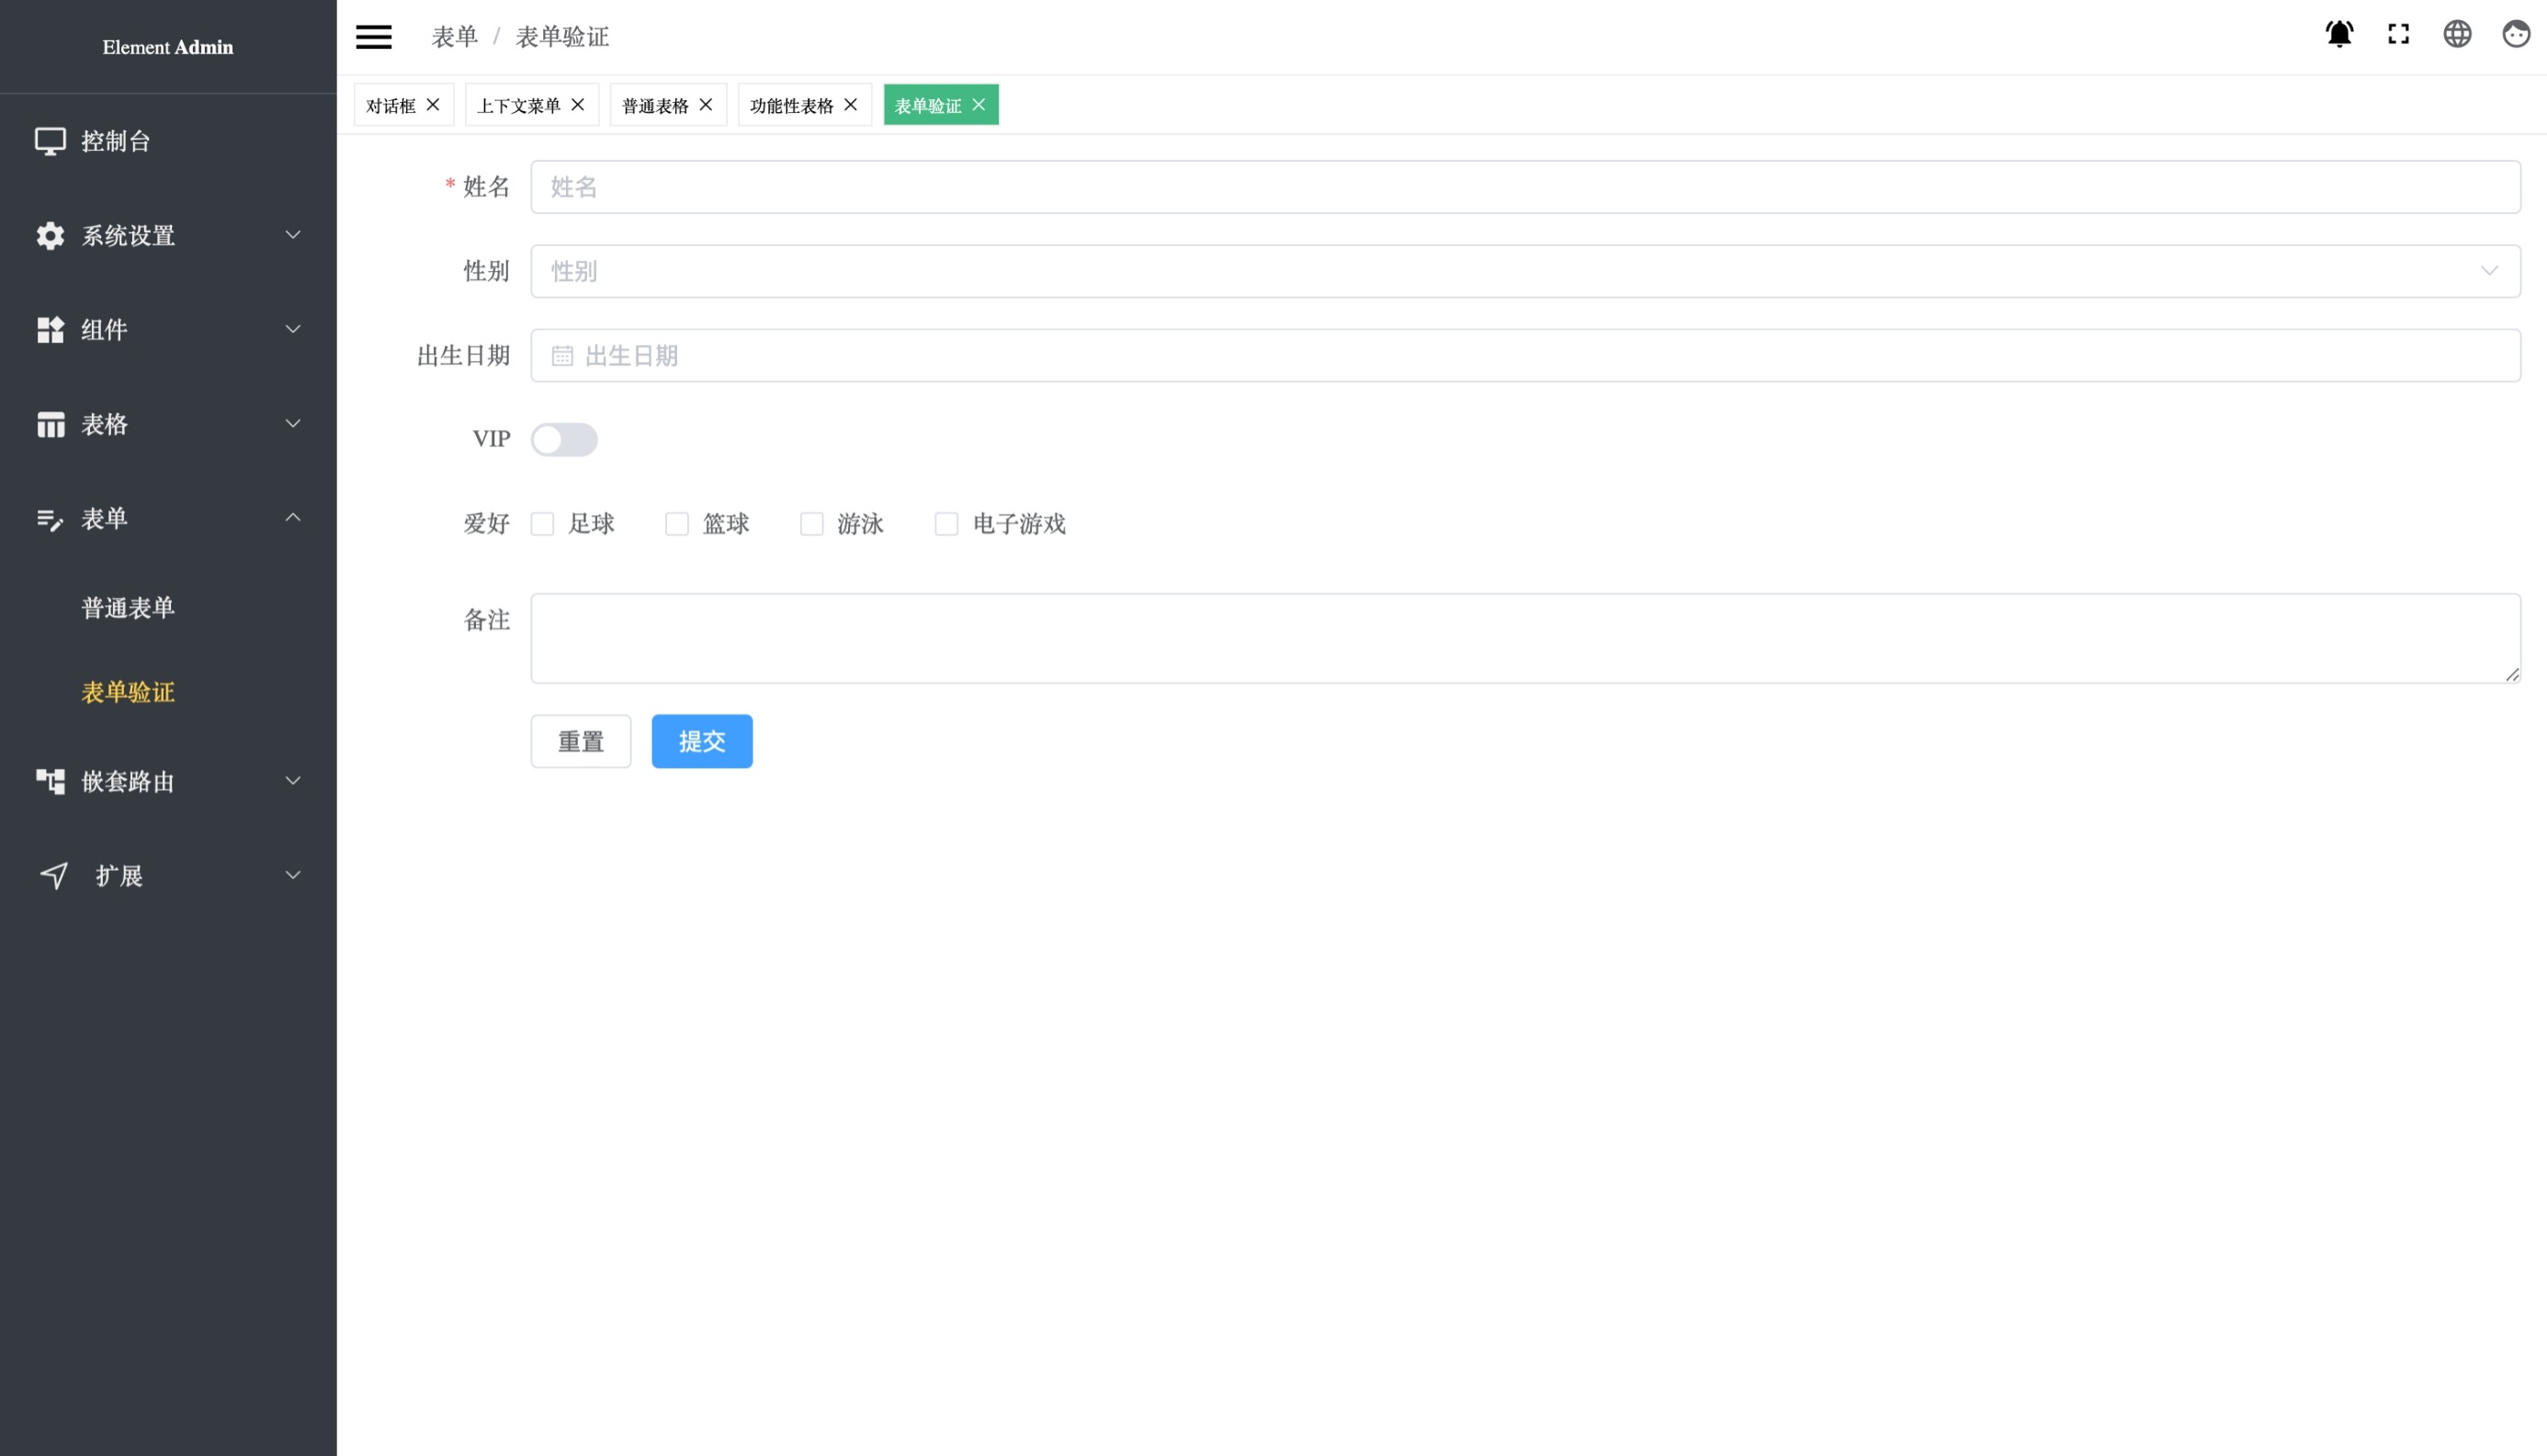 Element Admin
控制台
系统设置
组件
表格
表单
普通表单
表单验证
嵌套路由
扩展
表单 / 表单验证
对话框 上下文菜单 普通表格 功能性表格 表单验证
* 姓名 姓名
性别 性别
出生日期 出生日期
VIP
爱好 足球 篮球 游泳 电子游戏
备注
重置 提交